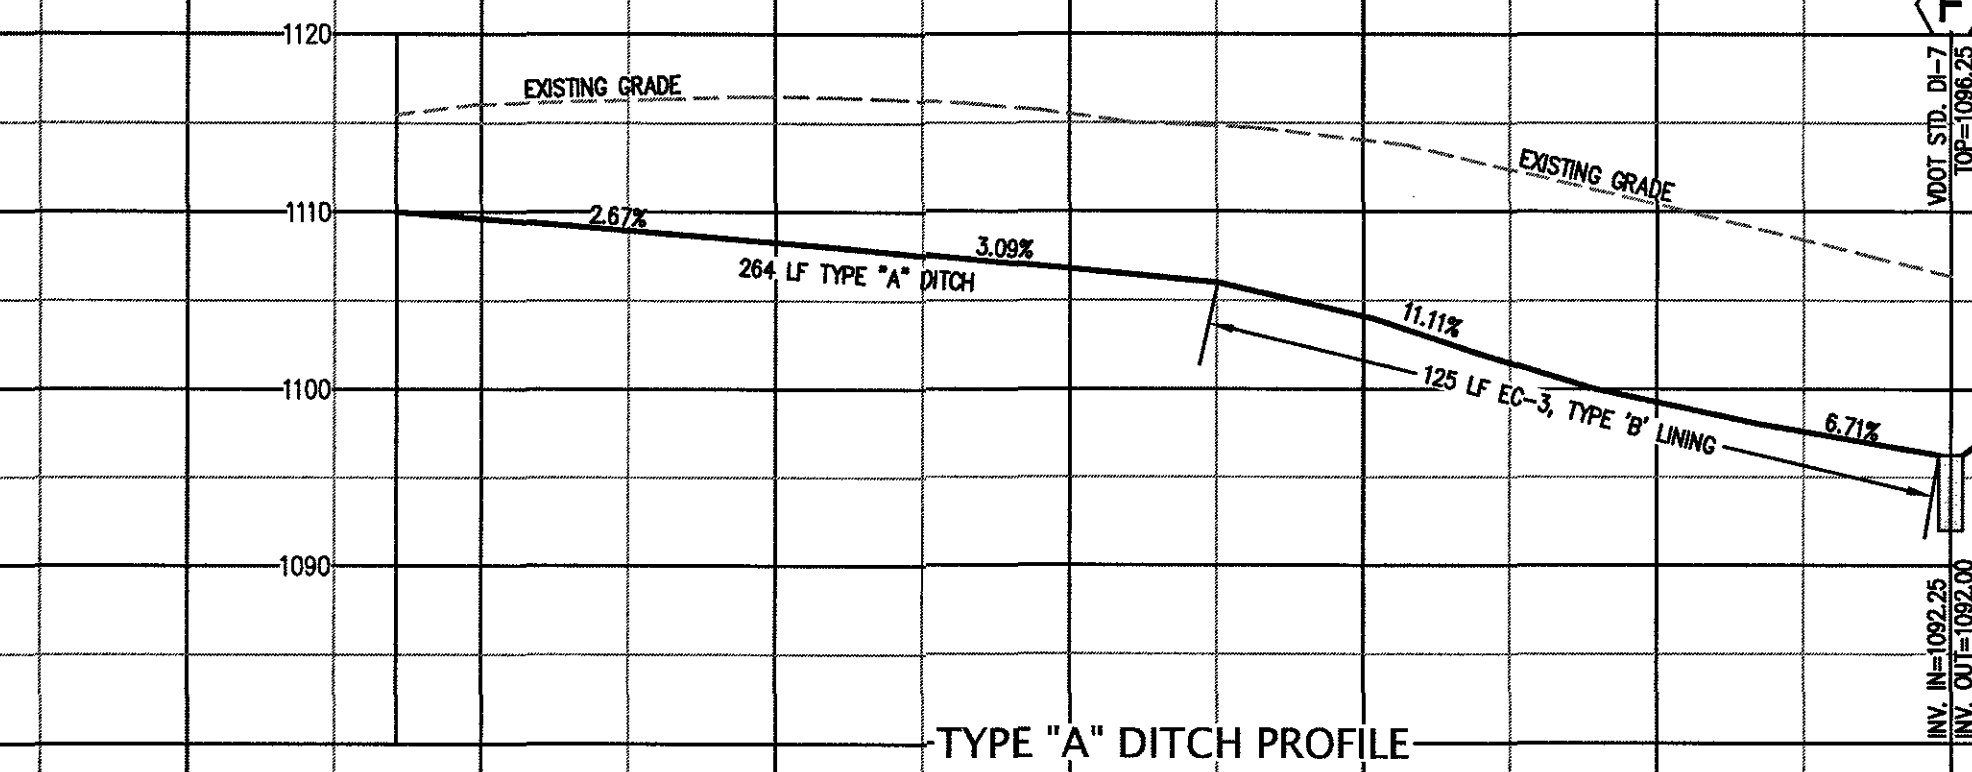 1120
EXISTING GRADE
VDOT STD. DI-7
TOP=1096.25
EXISTING GRADE
1110
2.67%
3.09%
264 LF TYPE "A" DITCH
11.11%
1100
125 LF EC-3, TYPE 'B' LINING
6.71%
1090
INV. IN=1092.25
INV. OUT=1092.00
TYPE "A" DITCH PROFILE